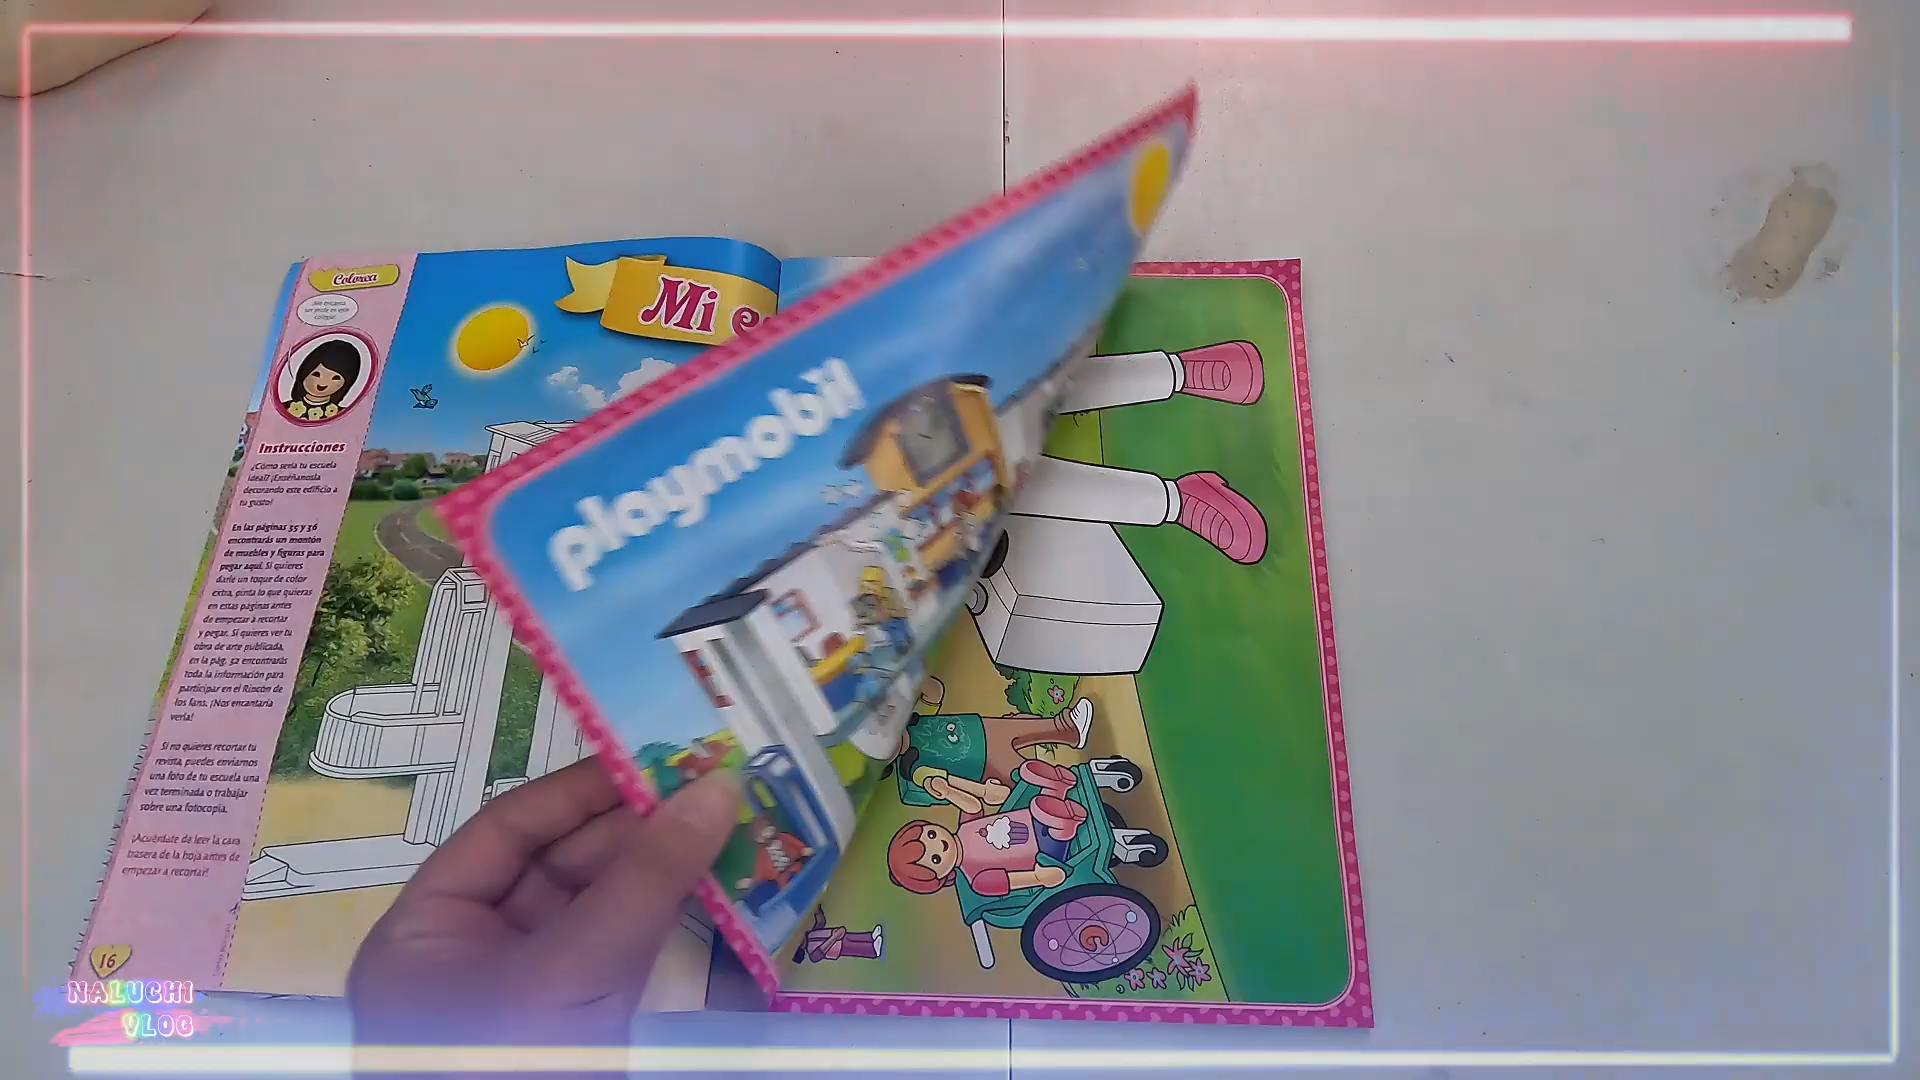 Colorea
¡Me encanta
Mi e
Instrucciones
¿Cómo sería tu escuela
ideal? ¡Enséñanosla
decorando este edificio a
tu gusto!
En las páginas 35 y 36
encontrarás un montón
de muebles y figuras para
pegar aquí. Si quieres
darle un toque de color
extra, pinta lo que quieras
en estas páginas antes
de empezar a recortar
y pegar. Si quieres ver tu
obra de arte publicada,
en la pág. 52 encontrarás
toda la información para
participar en el Rincón de
los fans. ¡Nos encantaría
verla!
Si no quieres recortar tu
revista, puedes enviarnos
una foto de tu escuela una
vez terminada o trabajar
sobre una fotocopia.
¡Acuérdate de leer la cara
trasera de la hoja antes de
empezar a recortar!
16
playmobil
G
NALUCHI
VLOG